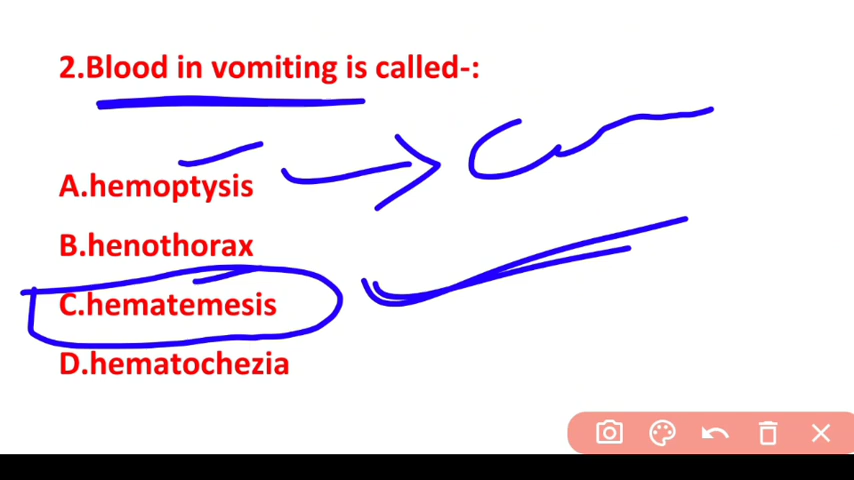 2.Blood in vomiting is called-:
A.hemoptysis
B.henothorax
C.hematemesis
D.hematochezia